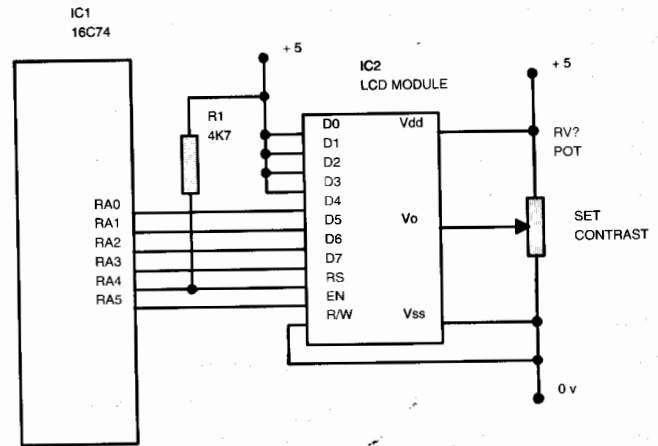 IC1
16C74
+ 5
IC2
LCD MODULE
+ 5
R1
4K7
D0
D1
D2
D3
D4
D5
D6
D7
RS
EN
R/W
Vdd
Vo
Vss
RV?
POT
SET
CONTRAST
RA0
RA1
RA2
RA3
RA4
RA5
0 v